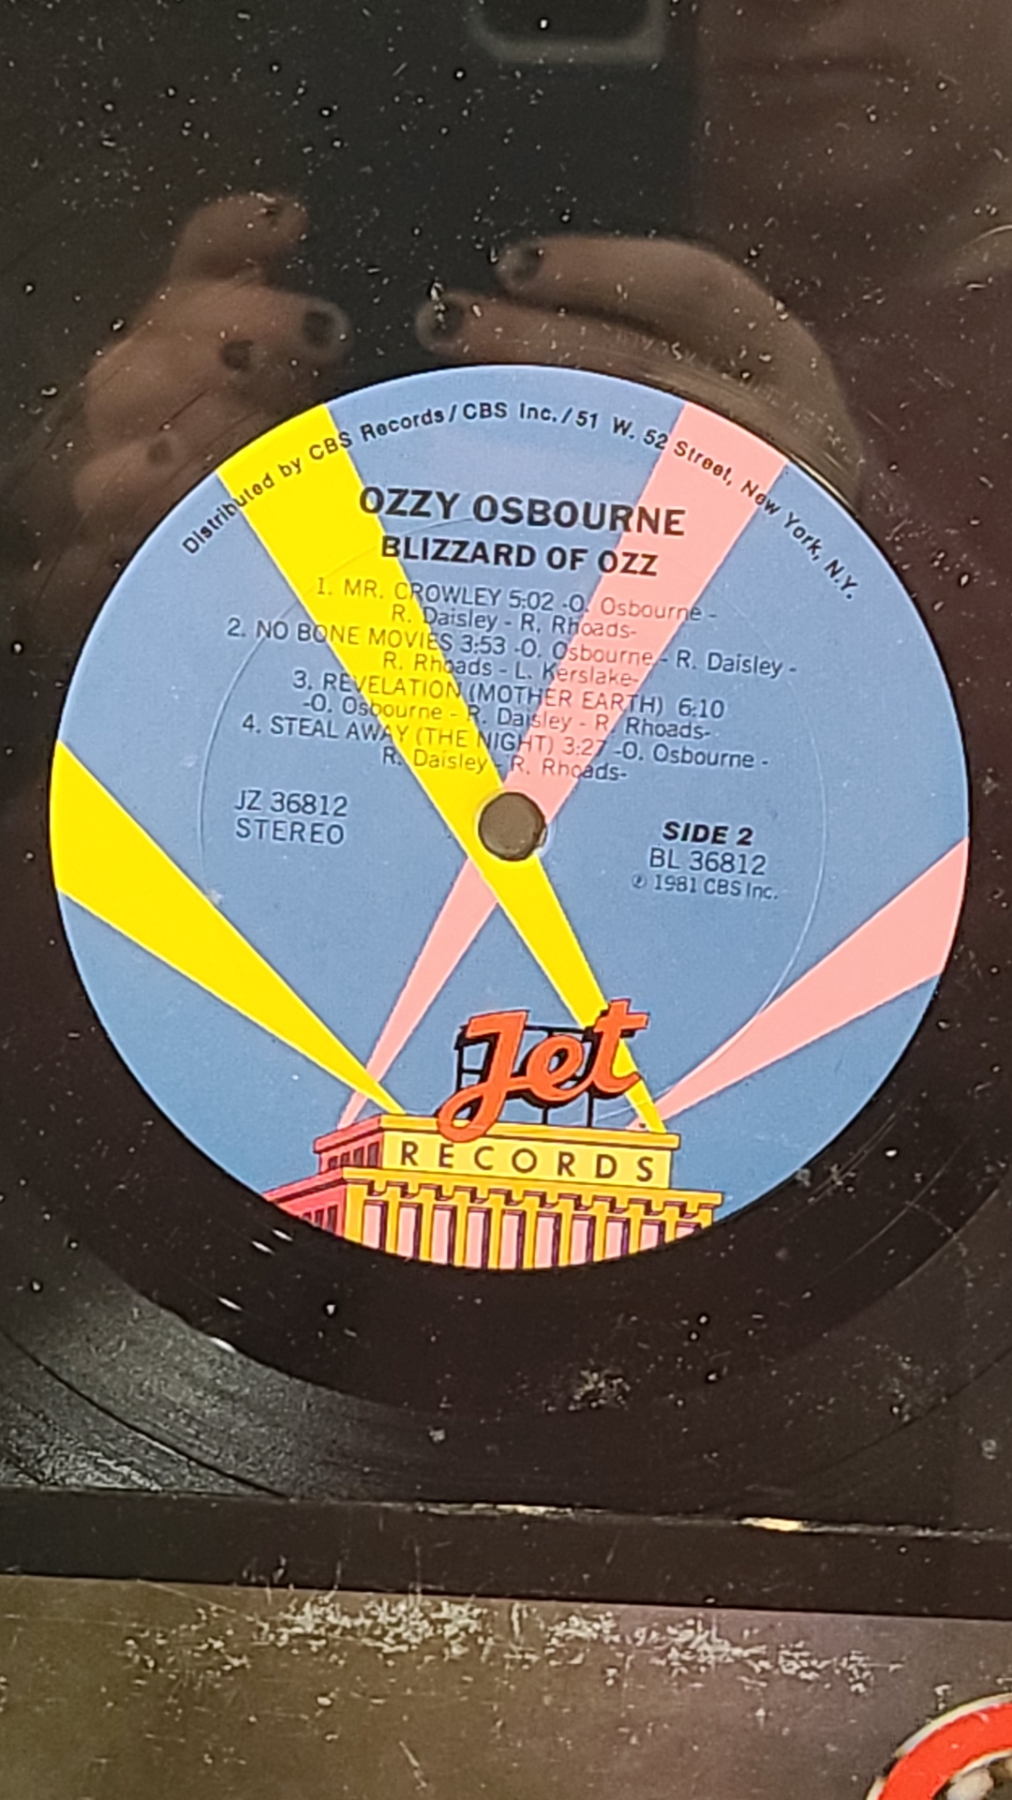 Distributed by CBS Records/CBS Inc./51 W. 52 Street, New York, N.Y.
OZZY OSBOURNE
BLIZZARD OF OZZ
1. MR. CROWLEY 5:02 -O. Osbourne -
R. Daisley - R. Rhoads-
2. NO BONE MOVIES 3:53 -O. Osbourne - R. Daisley -
R. Rhoads - L. Kerslake-
3. REVELATION (MOTHER EARTH) 6:10
-O. Osbourne - R. Daisley - R. Rhoads-
4. STEAL AWAY (THE NIGHT) 3:27 -O. Osbourne -
R. Daisley - R. Rhoads-
JZ 36812
STEREO
SIDE 2
BL 36812
℗ 1981 CBS Inc.
Jet
RECORDS